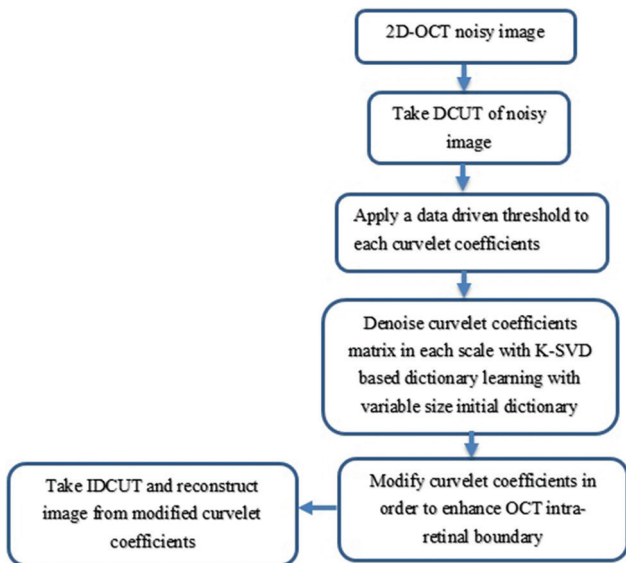 2D-OCT noisy image
Take DCUT of noisy
image
Apply a data driven threshold to
each curvelet coefficients
Denoise curvelet coefficients
matrix in each scale with K-SVD
based dictionary learning with
variable size initial dictionary
Modify curvelet coefficients in
order to enhance OCT intra-
retinal boundary
Take IDCUT and reconstruct
image from modified curvelet
coefficients